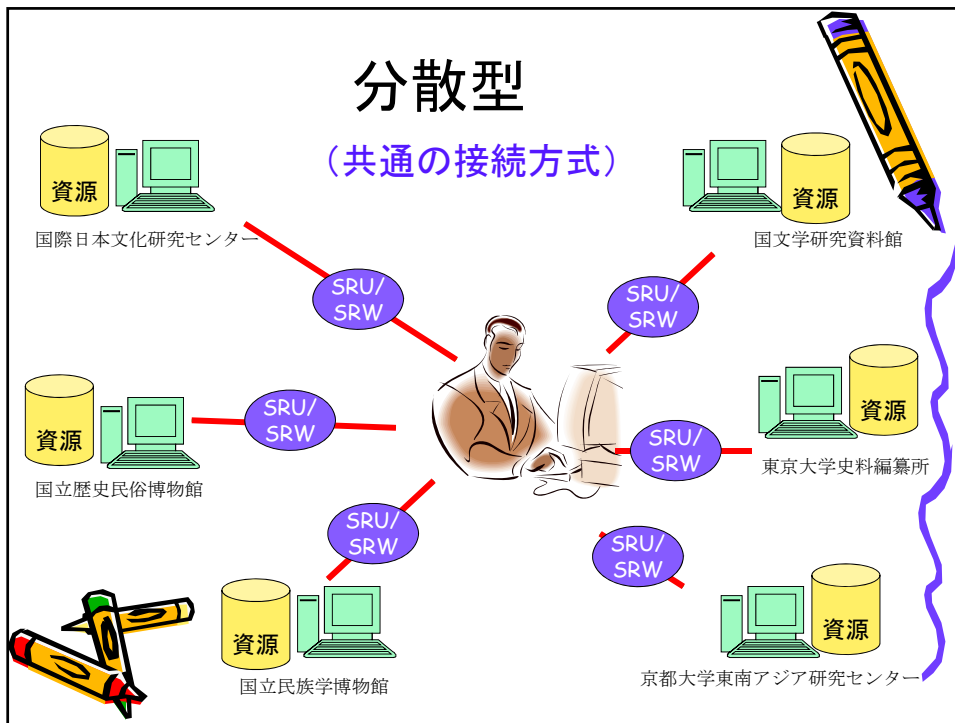 分散型
（共通の接続方式）
資源
国際日本文化研究センター
資源
国文学研究資料館
SRU/
SRW
SRU/
SRW
資源
国立歴史民俗博物館
SRU/
SRW
SRU/
SRW
資源
東京大学史料編纂所
SRU/
SRW
SRU/
SRW
資源
国立民族学博物館
資源
京都大学東南アジア研究センター